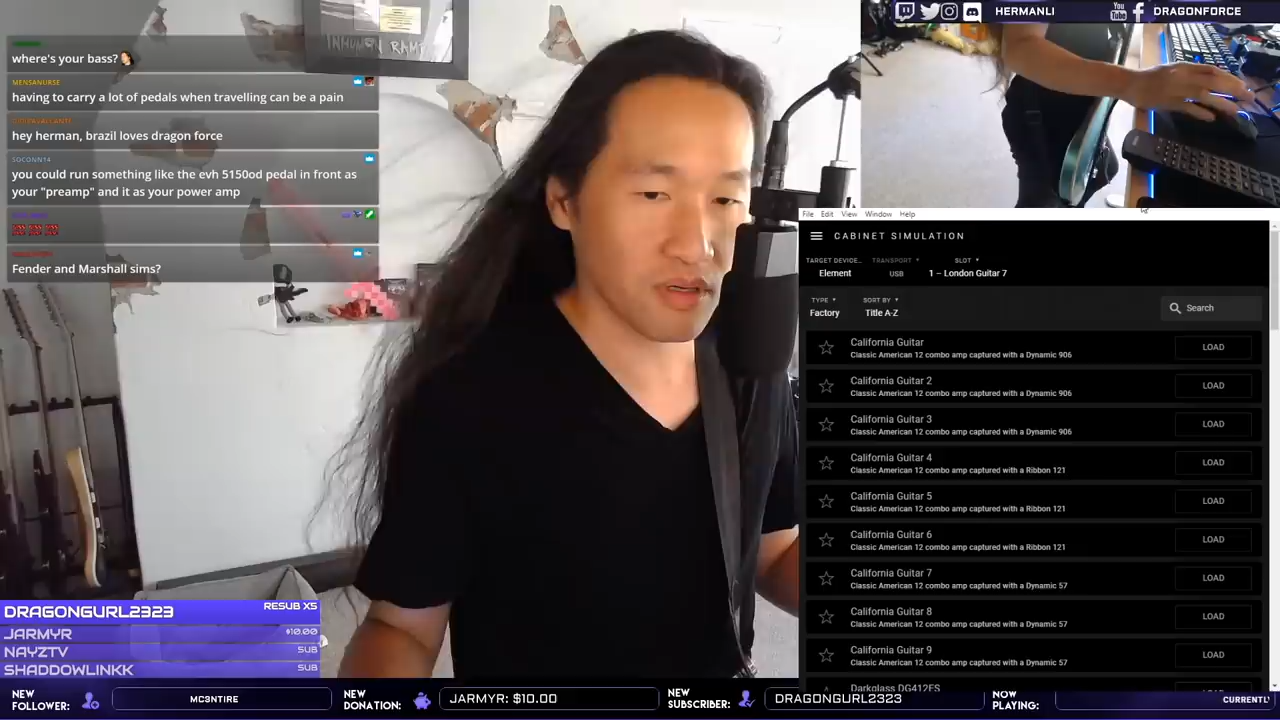 where's your bass?
MENSANURSE
having to carry a lot of pedals when travelling can be a pain
hey herman, brazil loves dragon force
SOCONN14
you could run something like the evh 5150od pedal in front as
your "preamp" and it as your power amp
Fender and Marshall sims?
INHUMAN RAMP
HERMANLI
You
Tube
DRAGONFORCE
File Edit View Window Help
CABINET SIMULATION
TARGET DEVICE... TRANSPORT SLOT
Element USB 1 – London Guitar 7
TYPE SORT BY
Factory Title A-Z
Search
California Guitar
Classic American 12 combo amp captured with a Dynamic 906
LOAD
California Guitar 2
Classic American 12 combo amp captured with a Dynamic 906
LOAD
California Guitar 3
Classic American 12 combo amp captured with a Dynamic 906
LOAD
California Guitar 4
Classic American 12 combo amp captured with a Ribbon 121
LOAD
California Guitar 5
Classic American 12 combo amp captured with a Ribbon 121
LOAD
California Guitar 6
Classic American 12 combo amp captured with a Ribbon 121
LOAD
California Guitar 7
Classic American 12 combo amp captured with a Dynamic 57
LOAD
California Guitar 8
Classic American 12 combo amp captured with a Dynamic 57
LOAD
California Guitar 9
Classic American 12 combo amp captured with a Dynamic 57
LOAD
Darkglass DG412ES
DRAGONGURL2323 RESUB X5
JARMYR $10.00
NAYZTV SUB
SHADDOWLINKK SUB
NEW
FOLLOWER:
MC3NTIRE
NEW
DONATION:
JARMYR: $10.00
NEW
SUBSCRIBER:
DRAGONGURL2323
NOW
PLAYING:
CURRENTL